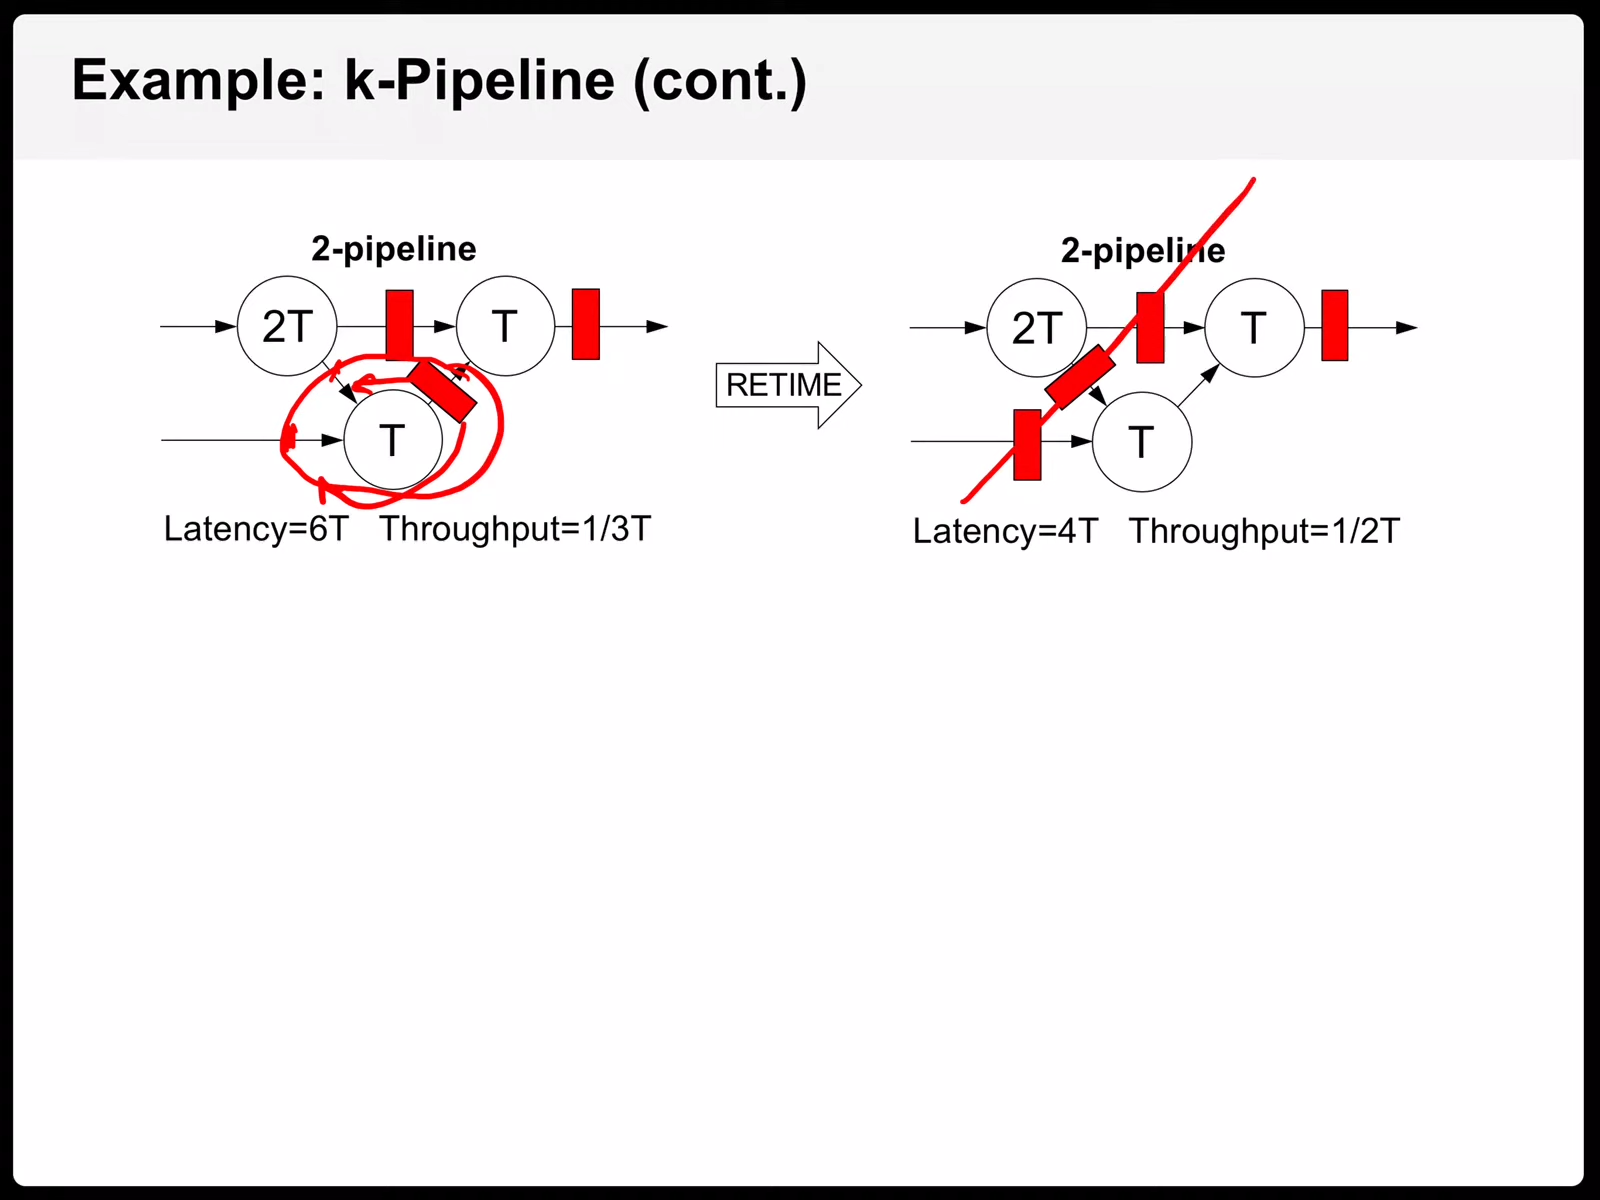 Example: k-Pipeline (cont.)
2-pipeline
2T
T
T
Latency=6T Throughput=1/3T
RETIME
2-pipeline
2T
T
T
Latency=4T Throughput=1/2T